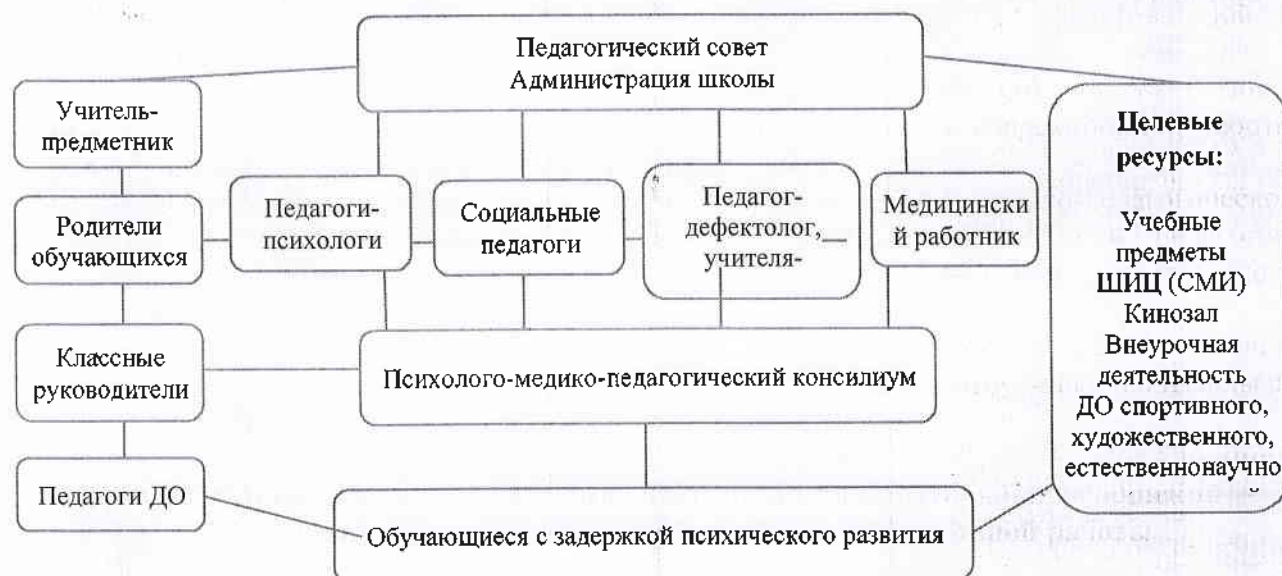 Педагогический совет
Администрация школы
Учитель-
предметник
Родители
обучающихся
Классные
руководители
Педагоги ДО
Педагоги-
психологи
Социальные
педагоги
Педагог-
дефектолог,
учителя-
Медицински
й работник
Психолого-медико-педагогический консилиум
Обучающиеся с задержкой психического развития
Целевые
ресурсы:
Учебные
предметы
ШИЦ (СМИ)
Кинозал
Внеурочная
деятельность
ДО спортивного,
художественного,
естественнонаучно